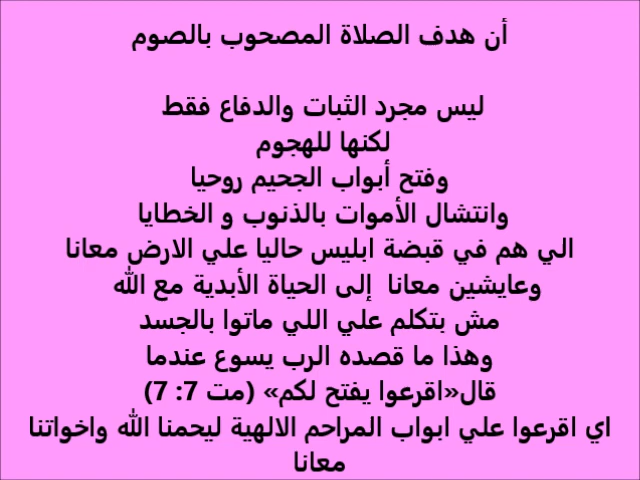 أن هدف الصلاة المصحوب بالصوم
ليس مجرد الثبات والدفاع فقط
لكنها للهجوم
وفتح أبواب الجحيم روحيا
وانتشال الأموات بالذنوب و الخطايا
الي هم في قبضة ابليس حاليا علي الارض معانا
وعايشين معانا  إلى الحياة الأبدية مع الله
مش بتكلم علي اللي ماتوا بالجسد
وهذا ما قصده الرب يسوع عندما
قال«اقرعوا يفتح لكم» (مت 7: 7)
اي اقرعوا علي ابواب المراحم الالهية ليحمنا الله واخواتنا
معانا